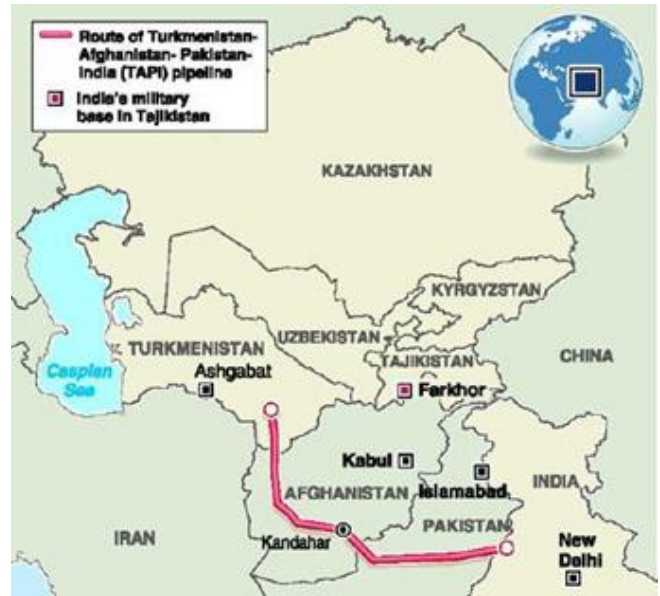 Route of Turkmenistan-
Afghanistan- Pakistan-
India (TAPI) pipeline
India's military
base in Tajikistan
KAZAKHSTAN
KYRGYZSTAN
UZBEKISTAN
TURKMENISTAN
TAJIKISTAN
CHINA
Caspian
Sea
Ashgabat
Farkhor
Kabul
Islamabad
INDIA
AFGHANISTAN
PAKISTAN
IRAN
Kandahar
New
Delhi